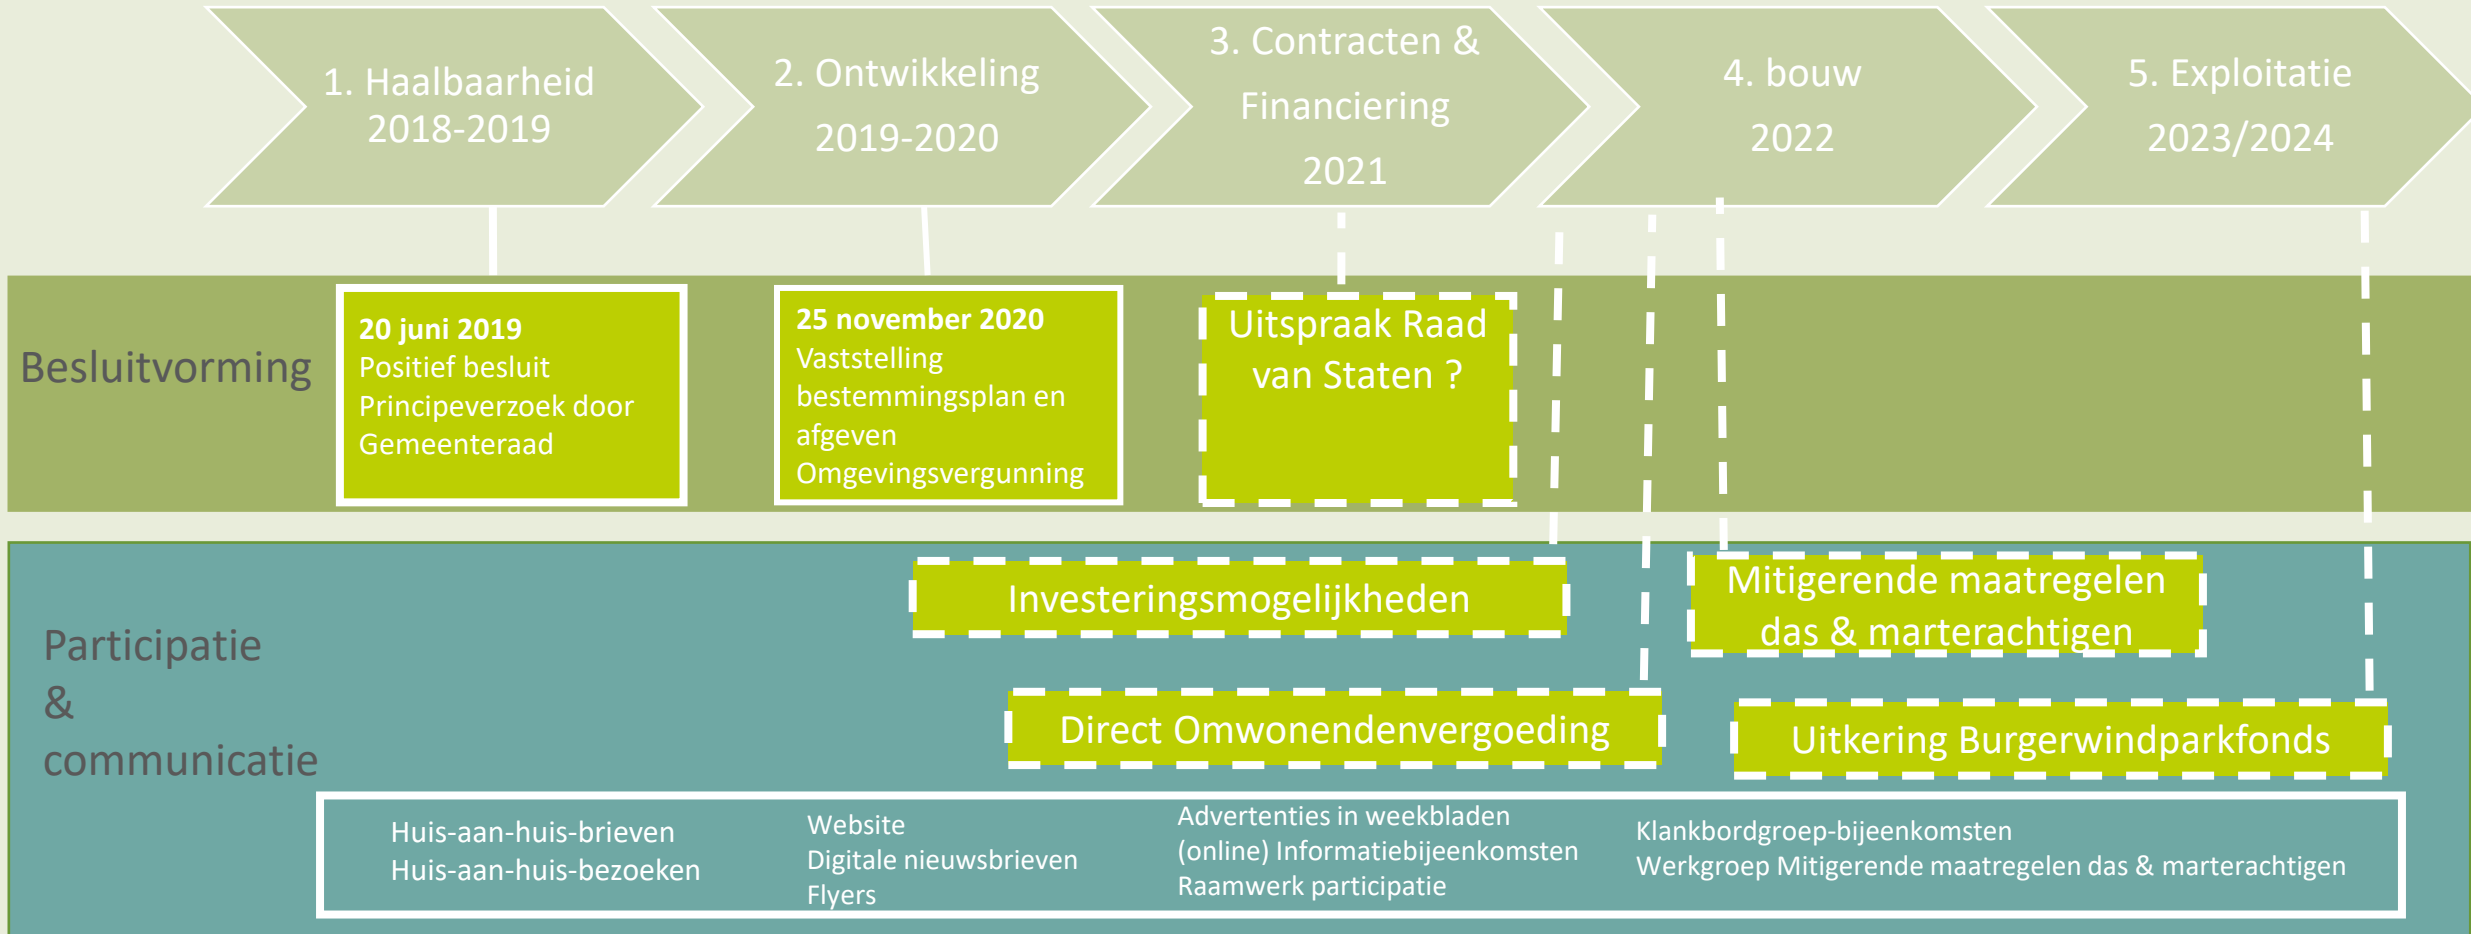 1. Haalbaarheid
2018-2019
2. Ontwikkeling
2019-2020
3. Contracten &
Financiering
2021
4. bouw
2022
5. Exploitatie
2023/2024
Besluitvorming
20 juni 2019
Positief besluit
Principeverzoek door
Gemeenteraad
25 november 2020
Vaststelling
bestemmingsplan en
afgeven
Omgevingsvergunning
Uitspraak Raad
van Staten ?
Participatie
&
communicatie
Investeringsmogelijkheden
Mitigerende maatregelen
das & marterachtigen
Direct Omwonendenvergoeding
Uitkering Burgerwindparkfonds
Huis-aan-huis-brieven
Huis-aan-huis-bezoeken
Website
Digitale nieuwsbrieven
Flyers
Advertenties in weekbladen
(online) Informatiebijeenkomsten
Raamwerk participatie
Klankbordgroep-bijeenkomsten
Werkgroep Mitigerende maatregelen das & marterachtigen